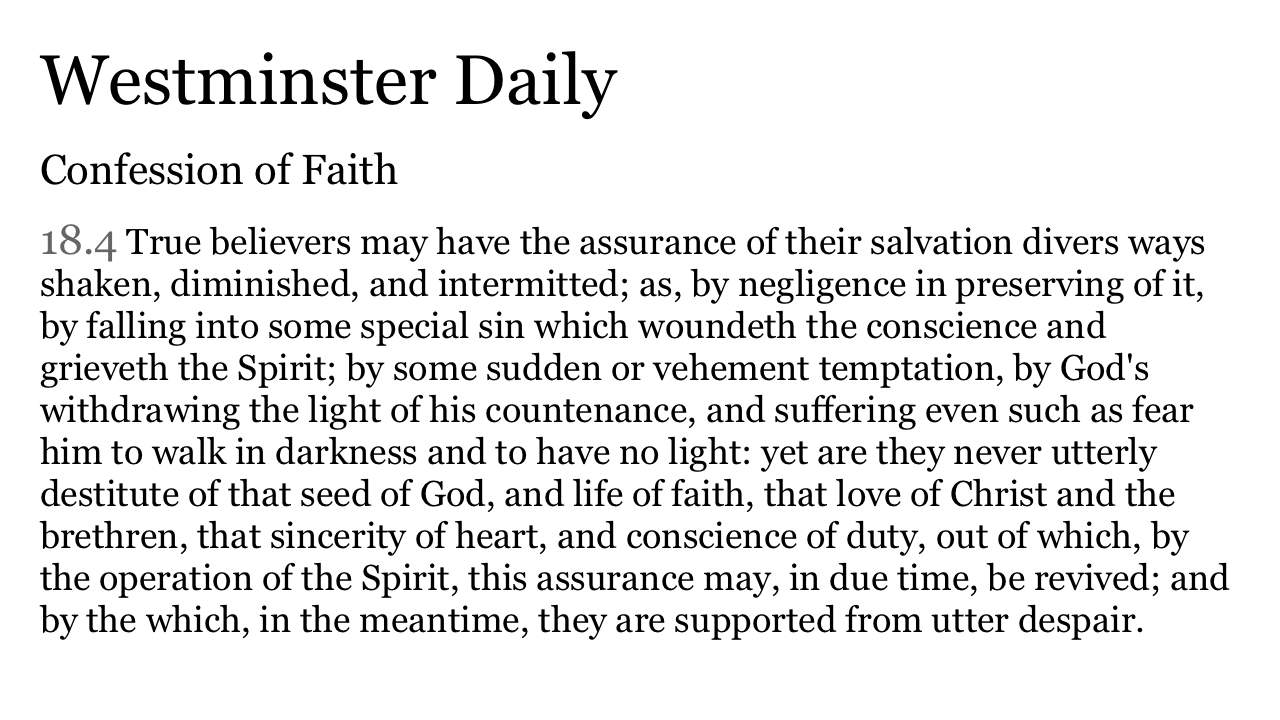 Westminster Daily
Confession of Faith
18.4 True believers may have the assurance of their salvation divers ways
shaken, diminished, and intermitted; as, by negligence in preserving of it,
by falling into some special sin which woundeth the conscience and
grieveth the Spirit; by some sudden or vehement temptation, by God's
withdrawing the light of his countenance, and suffering even such as fear
him to walk in darkness and to have no light: yet are they never utterly
destitute of that seed of God, and life of faith, that love of Christ and the
brethren, that sincerity of heart, and conscience of duty, out of which, by
the operation of the Spirit, this assurance may, in due time, be revived; and
by the which, in the meantime, they are supported from utter despair.